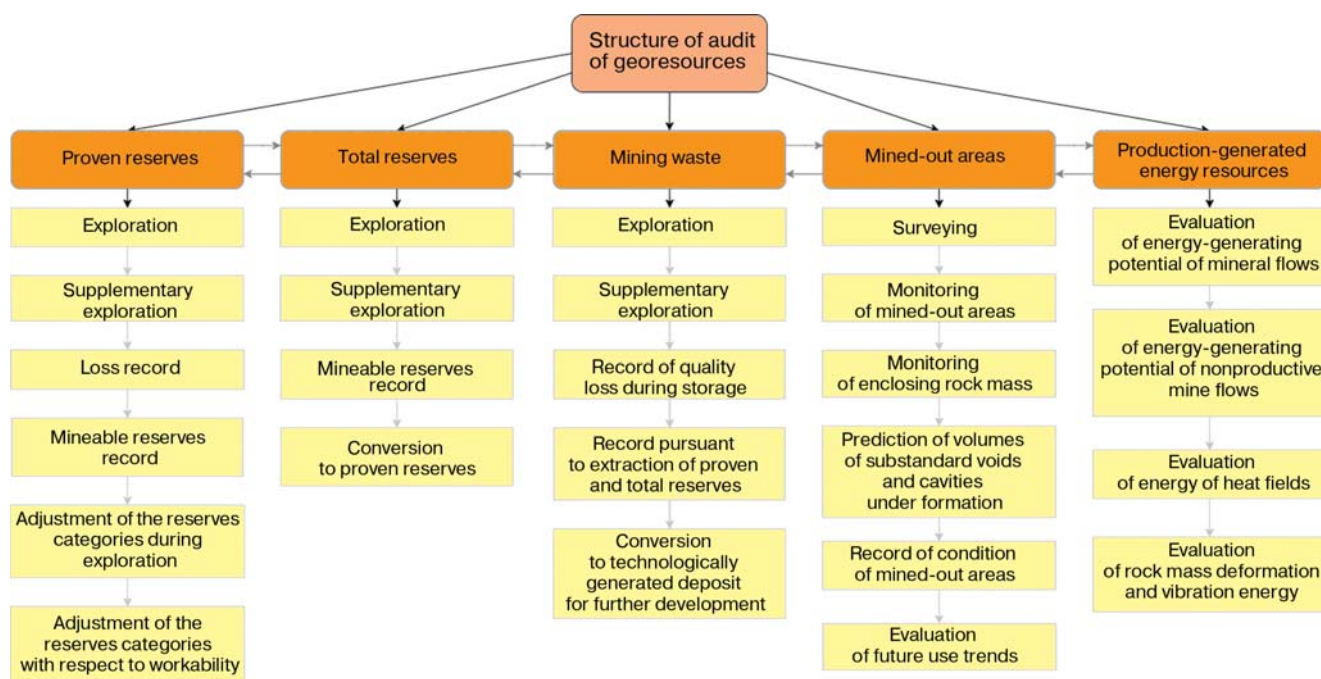 Structure of audit
of georesources
Proven reserves
Total reserves
Mining waste
Mined-out areas
Production-generated
energy resources
Exploration
Supplementary
exploration
Loss record
Mineable reserves
record
Adjustment of the reserves
categories during
exploration
Adjustment of the
reserves categories
with respect to workability
Exploration
Supplementary
exploration
Mineable reserves
record
Conversion
to proven reserves
Exploration
Supplementary
exploration
Record of quality
loss during storage
Record pursuant
to extraction of proven
and total reserves
Conversion
to technologically
generated deposit
for further development
Surveying
Monitoring
of mined-out areas
Monitoring
of enclosing rock mass
Prediction of volumes
of substandard voids
and cavities
under formation
Record of condition
of mined-out areas
Evaluation
of future use trends
Evaluation
of energy-generating
potential of mineral flows
Evaluation
of energy-generating
potential of nonproductive
mine flows
Evaluation
of energy of heat fields
Evaluation
of rock mass deformation
and vibration energy